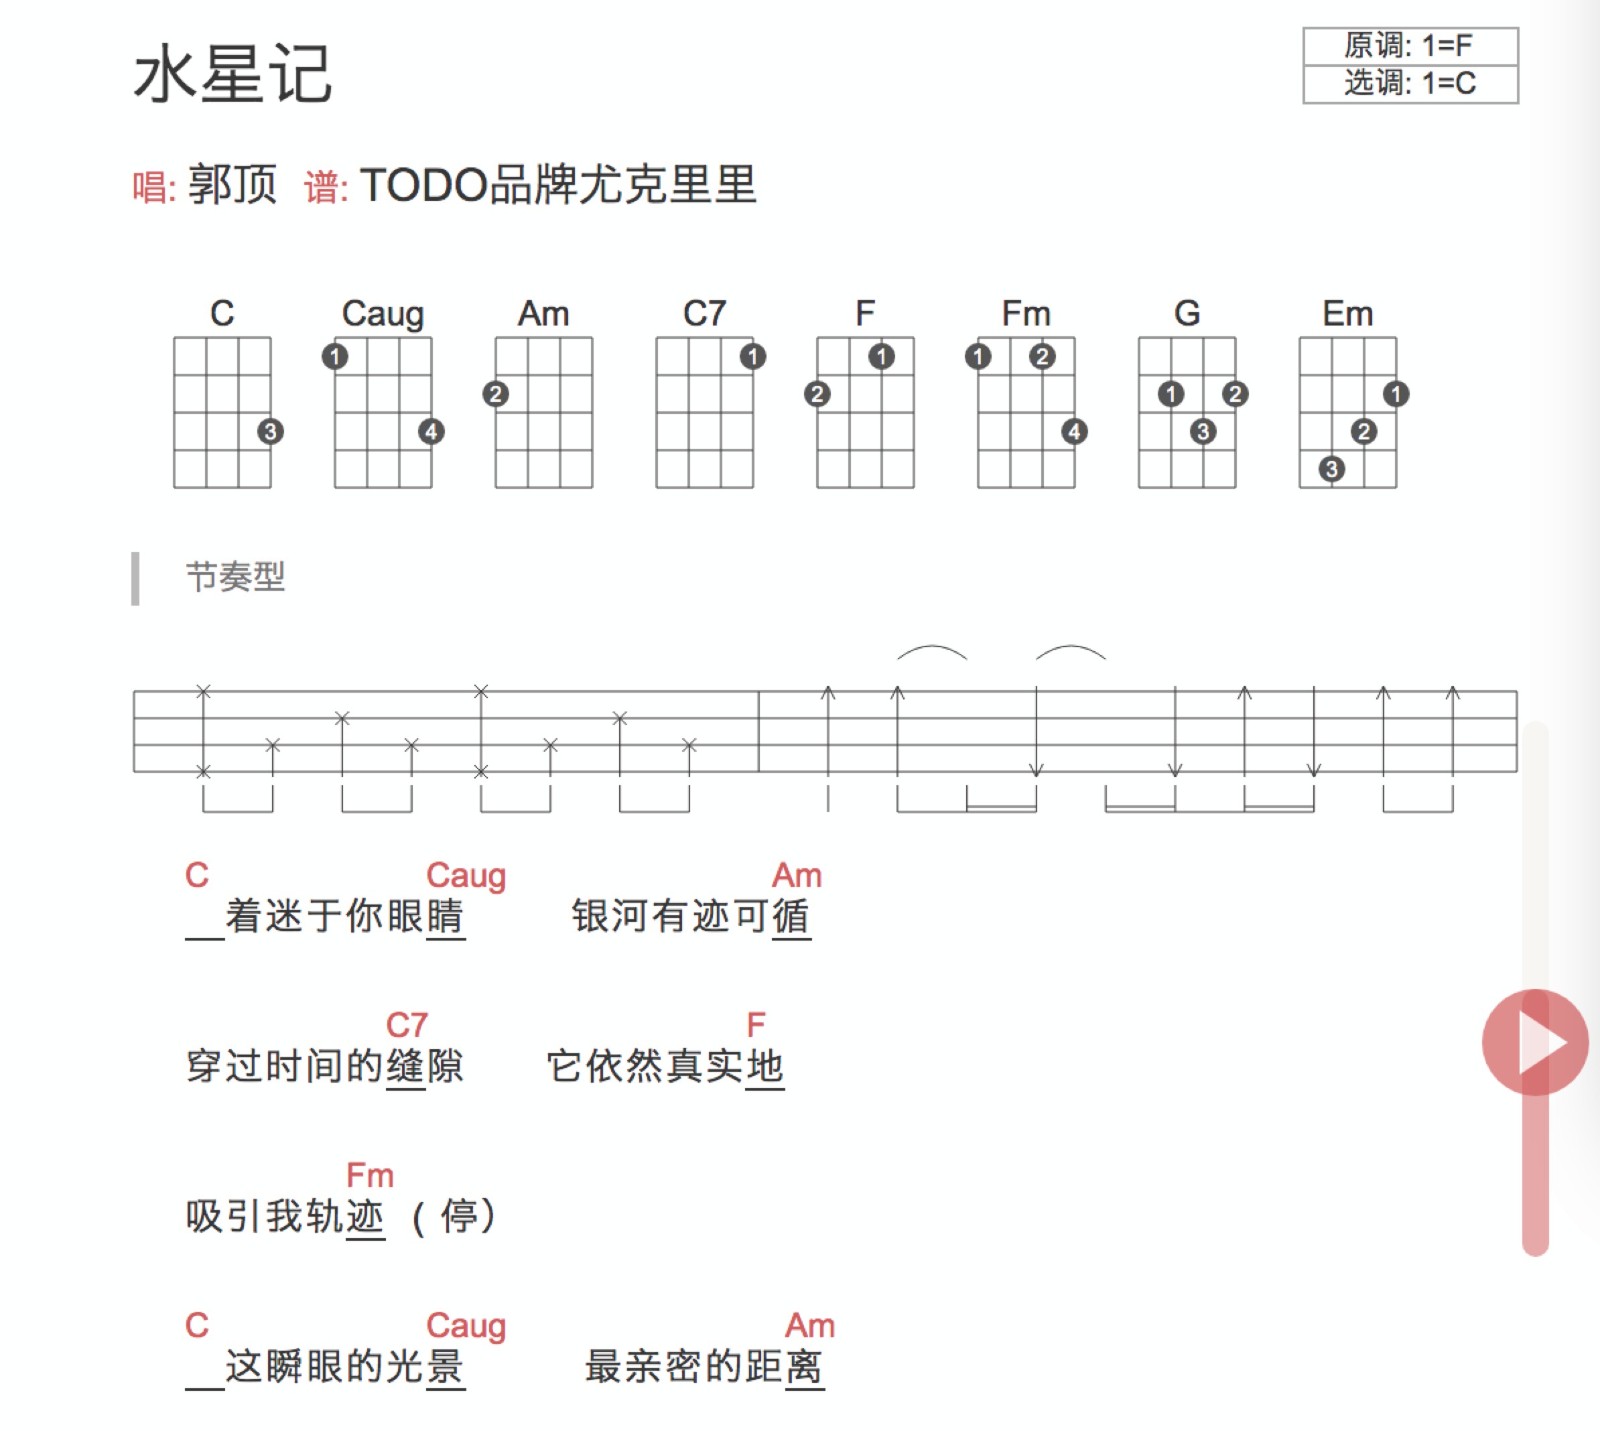 水星记
原调: 1=F
选调: 1=C
唱: 郭顶 谱: TODO品牌尤克里里
C Caug Am C7 F Fm G Em
1 1 1 1 2
2 2 2 1 2 1
3 4 4 3 2
3
节奏型
C Caug Am
__着迷于你眼睛 银河有迹可循
C7 F
穿过时间的缝隙 它依然真实地
Fm
吸引我轨迹 ( 停）
C Caug Am
__这瞬眼的光景 最亲密的距离